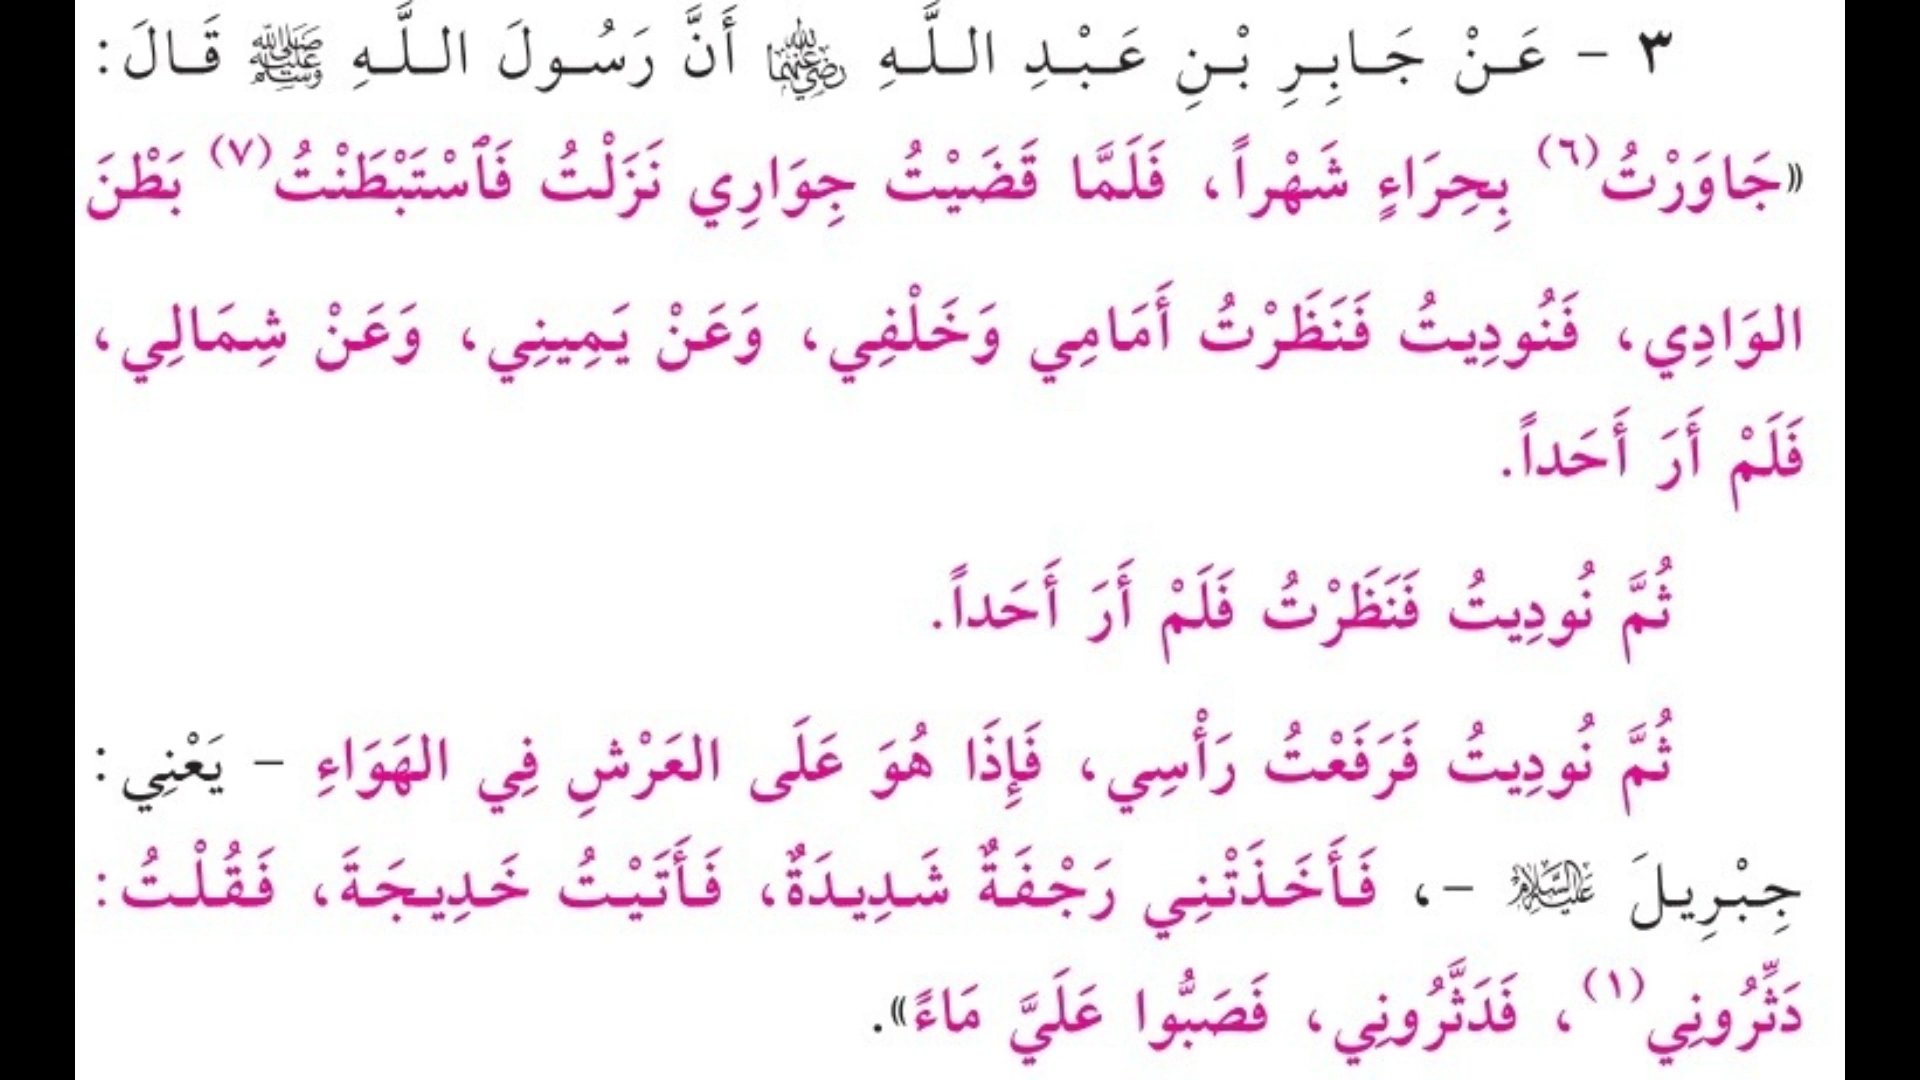 ٣ - عَنْ جَابِرِ بْنِ عَبْدِ اللَّهِ رضي الله عنهما أَنَّ رَسُولَ اللَّهِ ﷺ قَالَ:
«جَاوَرْتُ(٦) بِحِرَاءٍ شَهْراً، فَلَمَّا قَضَيْتُ جِوَارِي نَزَلْتُ فَٱسْتَبْطَنْتُ(٧) بَطْنَ
الوَادِي، فَنُودِيتُ فَنَظَرْتُ أَمَامِي وَخَلْفِي، وَعَنْ يَمِينِي، وَعَنْ شِمَالِي،
فَلَمْ أَرَ أَحَداً.
ثُمَّ نُودِيتُ فَنَظَرْتُ فَلَمْ أَرَ أَحَداً.
ثُمَّ نُودِيتُ فَرَفَعْتُ رَأْسِي، فَإِذَا هُوَ عَلَى العَرْشِ فِي الهَوَاءِ - يَعْنِي:
جِبْرِيلَ عليه السلام -، فَأَخَذَتْنِي رَجْفَةٌ شَدِيدَةٌ، فَأَتَيْتُ خَدِيجَةَ، فَقُلْتُ:
دَثِّرُونِي(١)، فَدَثَّرُونِي، فَصَبُّوا عَلَيَّ مَاءً».